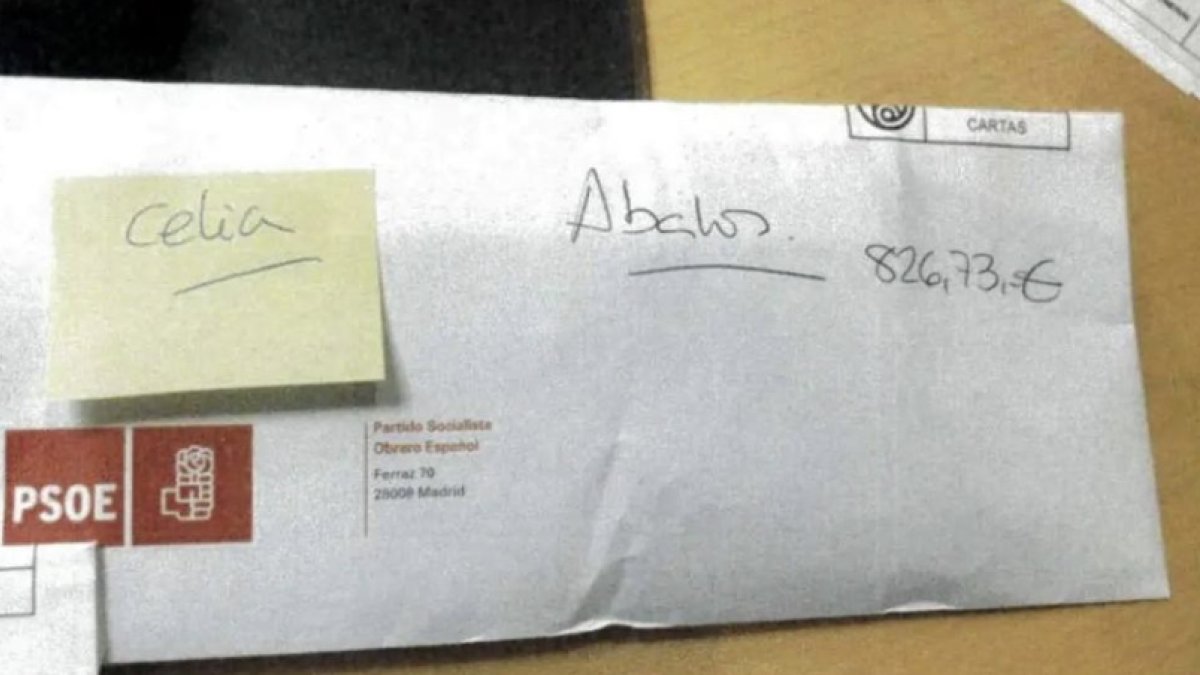 CARTAS
Celia
Abalos.
826,73,-€
PSOE
Partido Socialista
Obrero Español
Ferraz 70
28008 Madrid